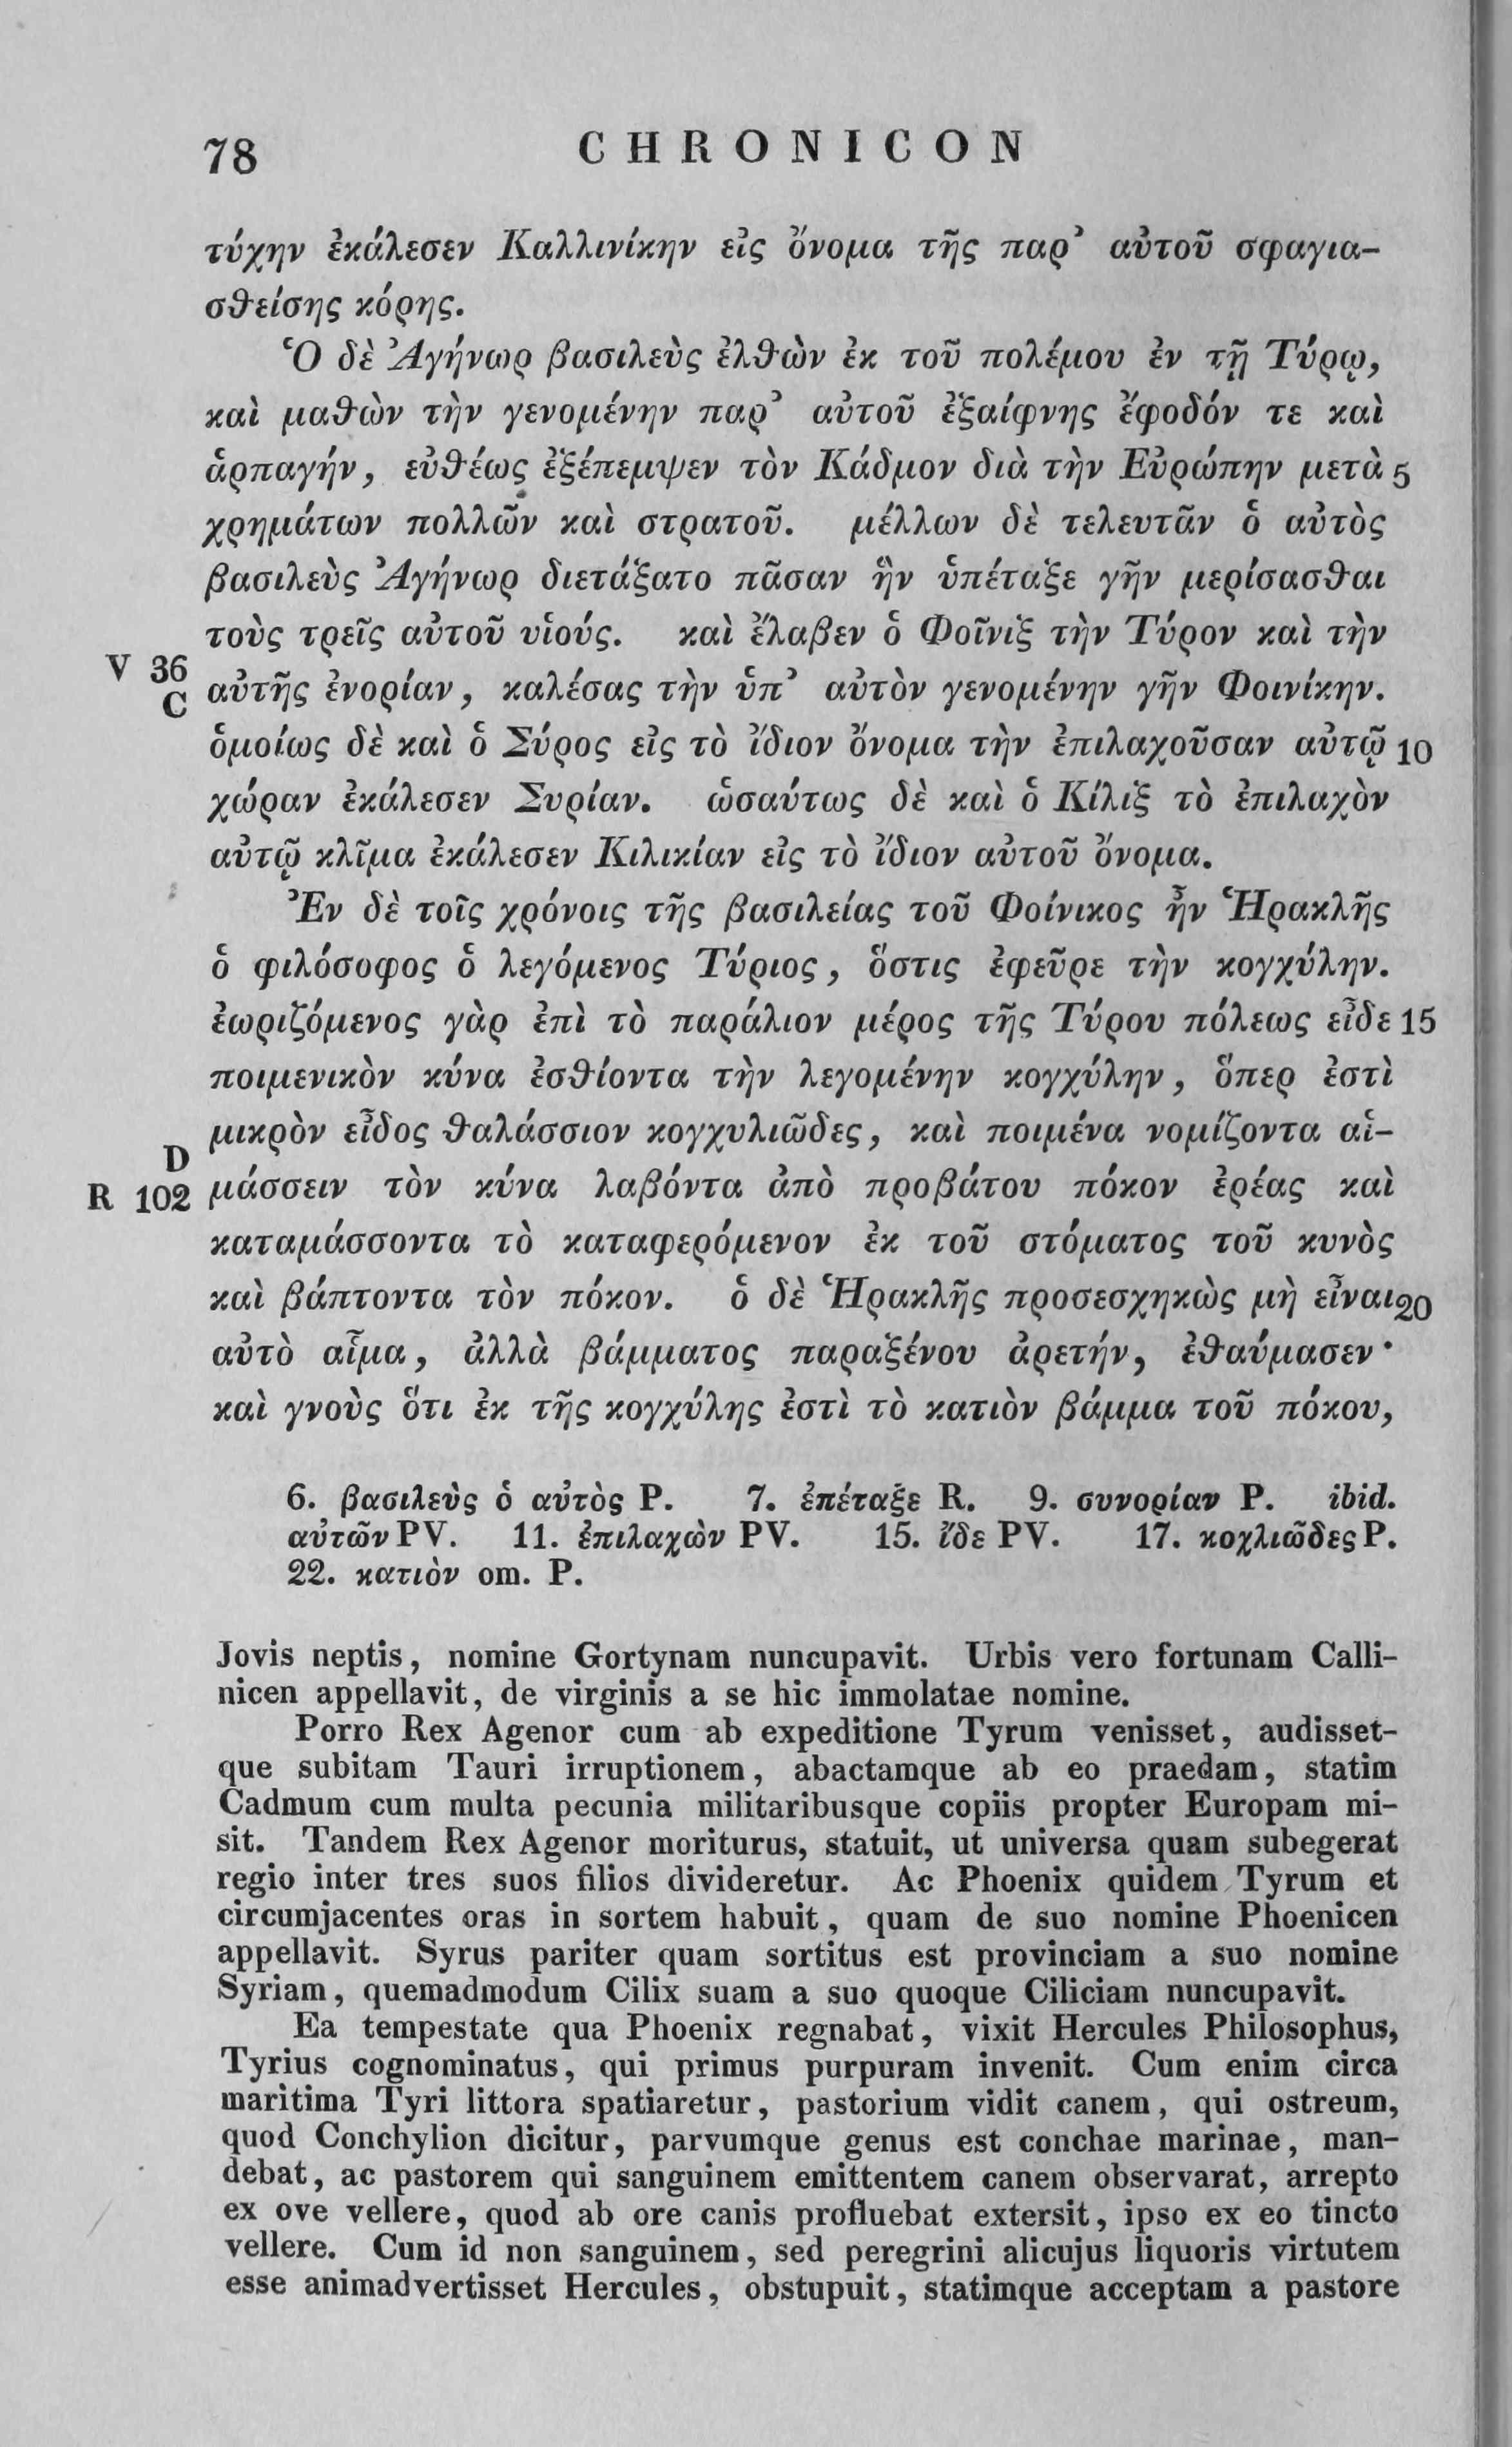 78 CHRONICON
τύχην ἐκάλεσεν Καλλινίκην εἰς ὄνομα τῆς παρ᾽ αὐτοῦ σφαγια-
σθείσης κόρης.
Ὁ δὲ Ἀγήνωρ βασιλεὺς ἐλθὼν ἐκ τοῦ πολέμου ἐν τῇ Τύρῳ,
καὶ μαθὼν τὴν γενομένην παρ᾽ αὐτοῦ ἐξαίφνης ἔφοδόν τε καὶ
ἁρπαγήν, εὐθέως ἐξέπεμψεν τὸν Κάδμον διὰ τὴν Εὐρώπην μετὰ 5
χρημάτων πολλῶν καὶ στρατοῦ. μέλλων δὲ τελευτᾶν ὁ αὐτὸς
βασιλεὺς Ἀγήνωρ διετάξατο πᾶσαν ἣν ὑπέταξε γῆν μερίσασθαι
τοὺς τρεῖς αὐτοῦ υἱούς. καὶ ἔλαβεν ὁ Φοῖνιξ τὴν Τύρον καὶ τὴν
V 36
C αὐτῆς ἐνορίαν, καλέσας τὴν ὑπ᾽ αὐτὸν γενομένην γῆν Φοινίκην.
ὁμοίως δὲ καὶ ὁ Σύρος εἰς τὸ ἴδιον ὄνομα τὴν ἐπιλαχοῦσαν αὐτῷ 10
χώραν ἐκάλεσεν Συρίαν. ὡσαύτως δὲ καὶ ὁ Κίλιξ τὸ ἐπιλαχὸν
αὐτῷ κλῖμα ἐκάλεσεν Κιλικίαν εἰς τὸ ἴδιον αὐτοῦ ὄνομα.
Ἐν δὲ τοῖς χρόνοις τῆς βασιλείας τοῦ Φοίνικος ἦν Ἡρακλῆς
ὁ φιλόσοφος ὁ λεγόμενος Τύριος, ὅστις ἐφεῦρε τὴν κογχύλην.
ἐωριζόμενος γὰρ ἐπὶ τὸ παράλιον μέρος τῆς Τύρου πόλεως εἶδε 15
ποιμενικὸν κύνα ἐσθίοντα τὴν λεγομένην κογχύλην, ὅπερ ἐστὶ
μικρὸν εἶδος θαλάσσιον κογχυλιῶδες, καὶ ποιμένα νομίζοντα αἱ-
D
R 102 μάσσειν τὸν κύνα λαβόντα ἀπὸ προβάτου πόκον ἐρέας καὶ
καταμάσσοντα τὸ καταφερόμενον ἐκ τοῦ στόματος τοῦ κυνὸς
καὶ βάπτοντα τὸν πόκον. ὁ δὲ Ἡρακλῆς προσεσχηκὼς μὴ εἶναι 20
αὐτὸ αἷμα, ἀλλὰ βάμματος παραξένου ἀρετήν, ἐθαύμασεν·
καὶ γνοὺς ὅτι ἐκ τῆς κογχύλης ἐστὶ τὸ κατιὸν βάμμα τοῦ πόκου,
6. βασιλεὺς ὁ αὐτὸς P. 7. ἐπέταξε R. 9. συνορίαν P. ibid.
αὐτῶν PV. 11. ἐπιλαχὼν PV. 15. ἴδε PV. 17. κοχλιῶδες P.
22. κατιὸν om. P.
Jovis neptis, nomine Gortynam nuncupavit. Urbis vero fortunam Calli-
nicen appellavit, de virginis a se hic immolatae nomine.
Porro Rex Agenor cum ab expeditione Tyrum venisset, audisset-
que subitam Tauri irruptionem, abactamque ab eo praedam, statim
Cadmum cum multa pecunia militaribusque copiis propter Europam mi-
sit. Tandem Rex Agenor moriturus, statuit, ut universa quam subegerat
regio inter tres suos filios divideretur. Ac Phoenix quidem Tyrum et
circumjacentes oras in sortem habuit, quam de suo nomine Phoenicen
appellavit. Syrus pariter quam sortitus est provinciam a suo nomine
Syriam, quemadmodum Cilix suam a suo quoque Ciliciam nuncupavit.
Ea tempestate qua Phoenix regnabat, vixit Hercules Philosophus,
Tyrius cognominatus, qui primus purpuram invenit. Cum enim circa
maritima Tyri littora spatiaretur, pastorium vidit canem, qui ostreum,
quod Conchylion dicitur, parvumque genus est conchae marinae, man-
debat, ac pastorem qui sanguinem emittentem canem observarat, arrepto
ex ove vellere, quod ab ore canis profluebat extersit, ipso ex eo tincto
vellere. Cum id non sanguinem, sed peregrini alicujus liquoris virtutem
esse animadvertisset Hercules, obstupuit, statimque acceptam a pastore